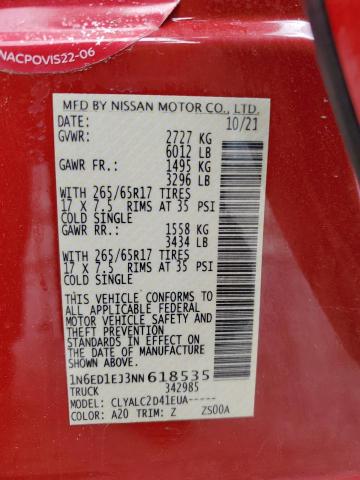 NACPOVIS22-06
MFD BY NISSAN MOTOR CO., LTD.
DATE: 10/21
GVWR: 2727 KG
6012 LB
GAWR FR.: 1495 KG
3296 LB
WITH 265/65R17 TIRES
17 X 7.5 RIMS AT 35 PSI
COLD SINGLE
GAWR RR.: 1558 KG
3434 LB
WITH 265/65R17 TIRES
17 X 7.5 RIMS AT 35 PSI
COLD SINGLE
THIS VEHICLE CONFORMS TO
ALL APPLICABLE FEDERAL
MOTOR VEHICLE SAFETY
AND THEFT PREVENTION
STANDARDS IN EFFECT ON
THE DATE OF MANUFACTURE
SHOWN ABOVE.
1N6ED1EJ3NN618535
TRUCK 342985
MODEL: CLYALC2D41EUA-----
COLOR: A20 TRIM: Z ZS00A